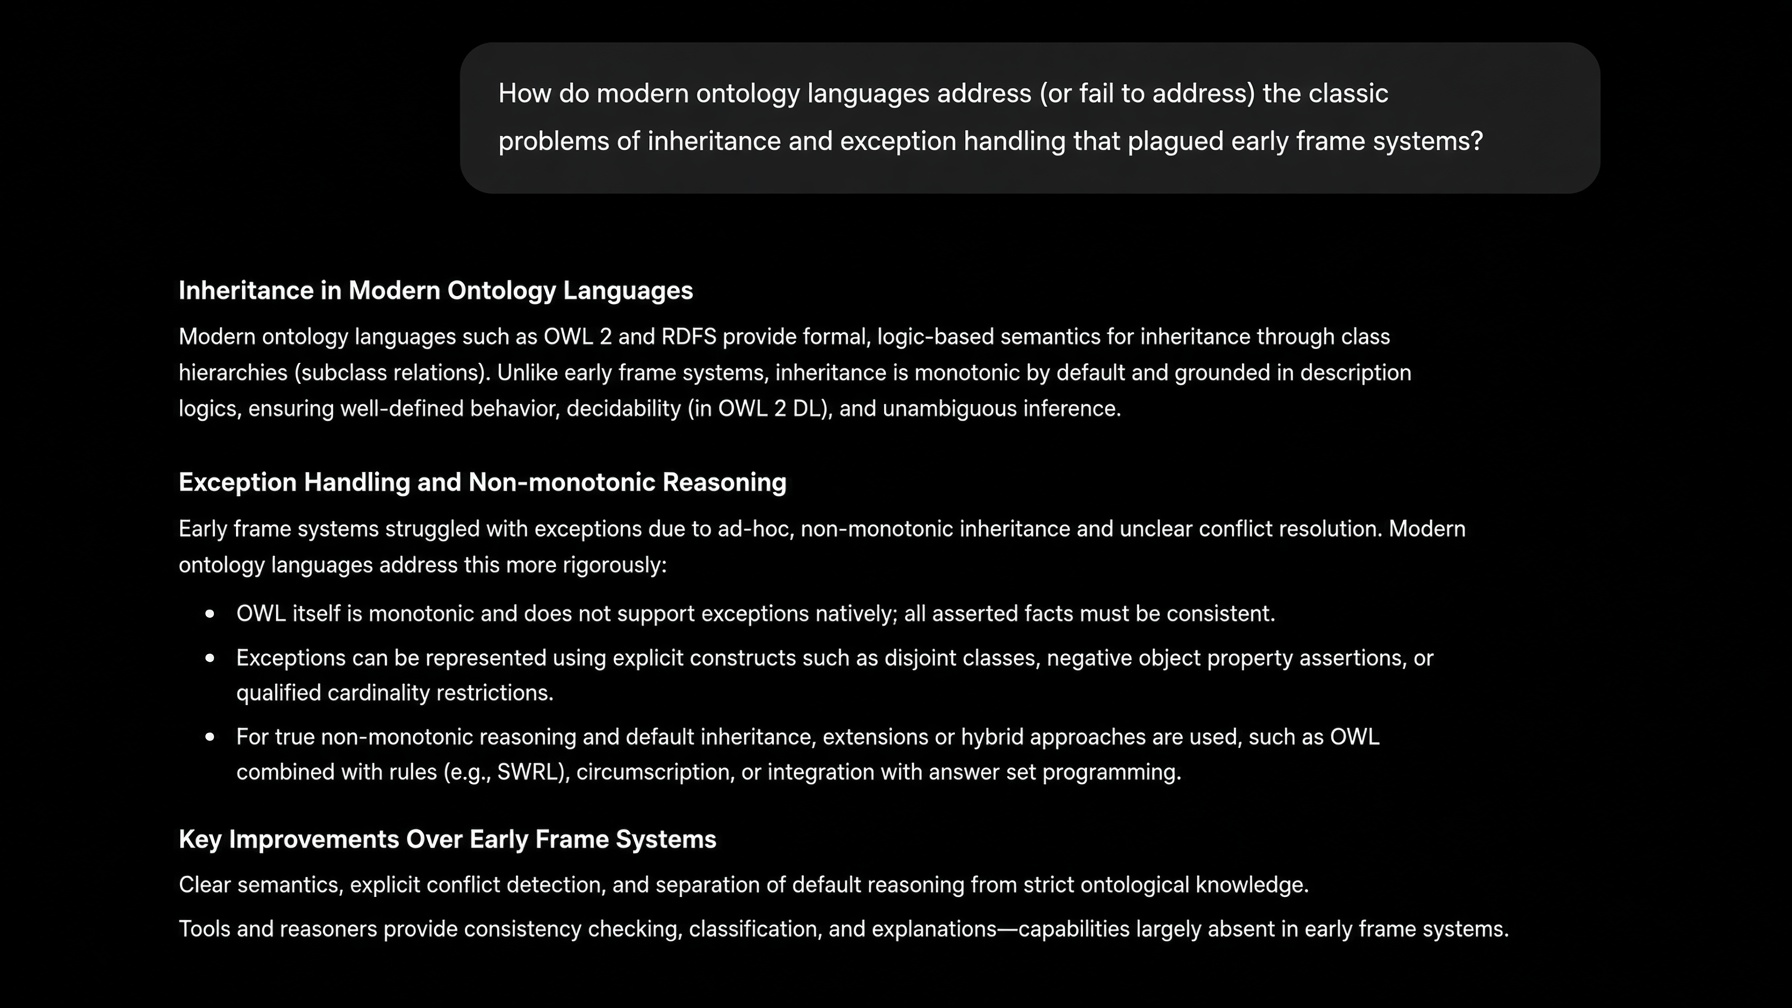 How do modern ontology languages address (or fail to address) the classic
problems of inheritance and exception handling that plagued early frame systems?
Inheritance in Modern Ontology Languages
Modern ontology languages such as OWL 2 and RDFS provide formal, logic-based semantics for inheritance through class
hierarchies (subclass relations). Unlike early frame systems, inheritance is monotonic by default and grounded in description
logics, ensuring well-defined behavior, decidability (in OWL 2 DL), and unambiguous inference.
Exception Handling and Non-monotonic Reasoning
Early frame systems struggled with exceptions due to ad-hoc, non-monotonic inheritance and unclear conflict resolution. Modern
ontology languages address this more rigorously:
• OWL itself is monotonic and does not support exceptions natively; all asserted facts must be consistent.
• Exceptions can be represented using explicit constructs such as disjoint classes, negative object property assertions, or
qualified cardinality restrictions.
• For true non-monotonic reasoning and default inheritance, extensions or hybrid approaches are used, such as OWL
combined with rules (e.g., SWRL), circumscription, or integration with answer set programming.
Key Improvements Over Early Frame Systems
Clear semantics, explicit conflict detection, and separation of default reasoning from strict ontological knowledge.
Tools and reasoners provide consistency checking, classification, and explanations—capabilities largely absent in early frame systems.